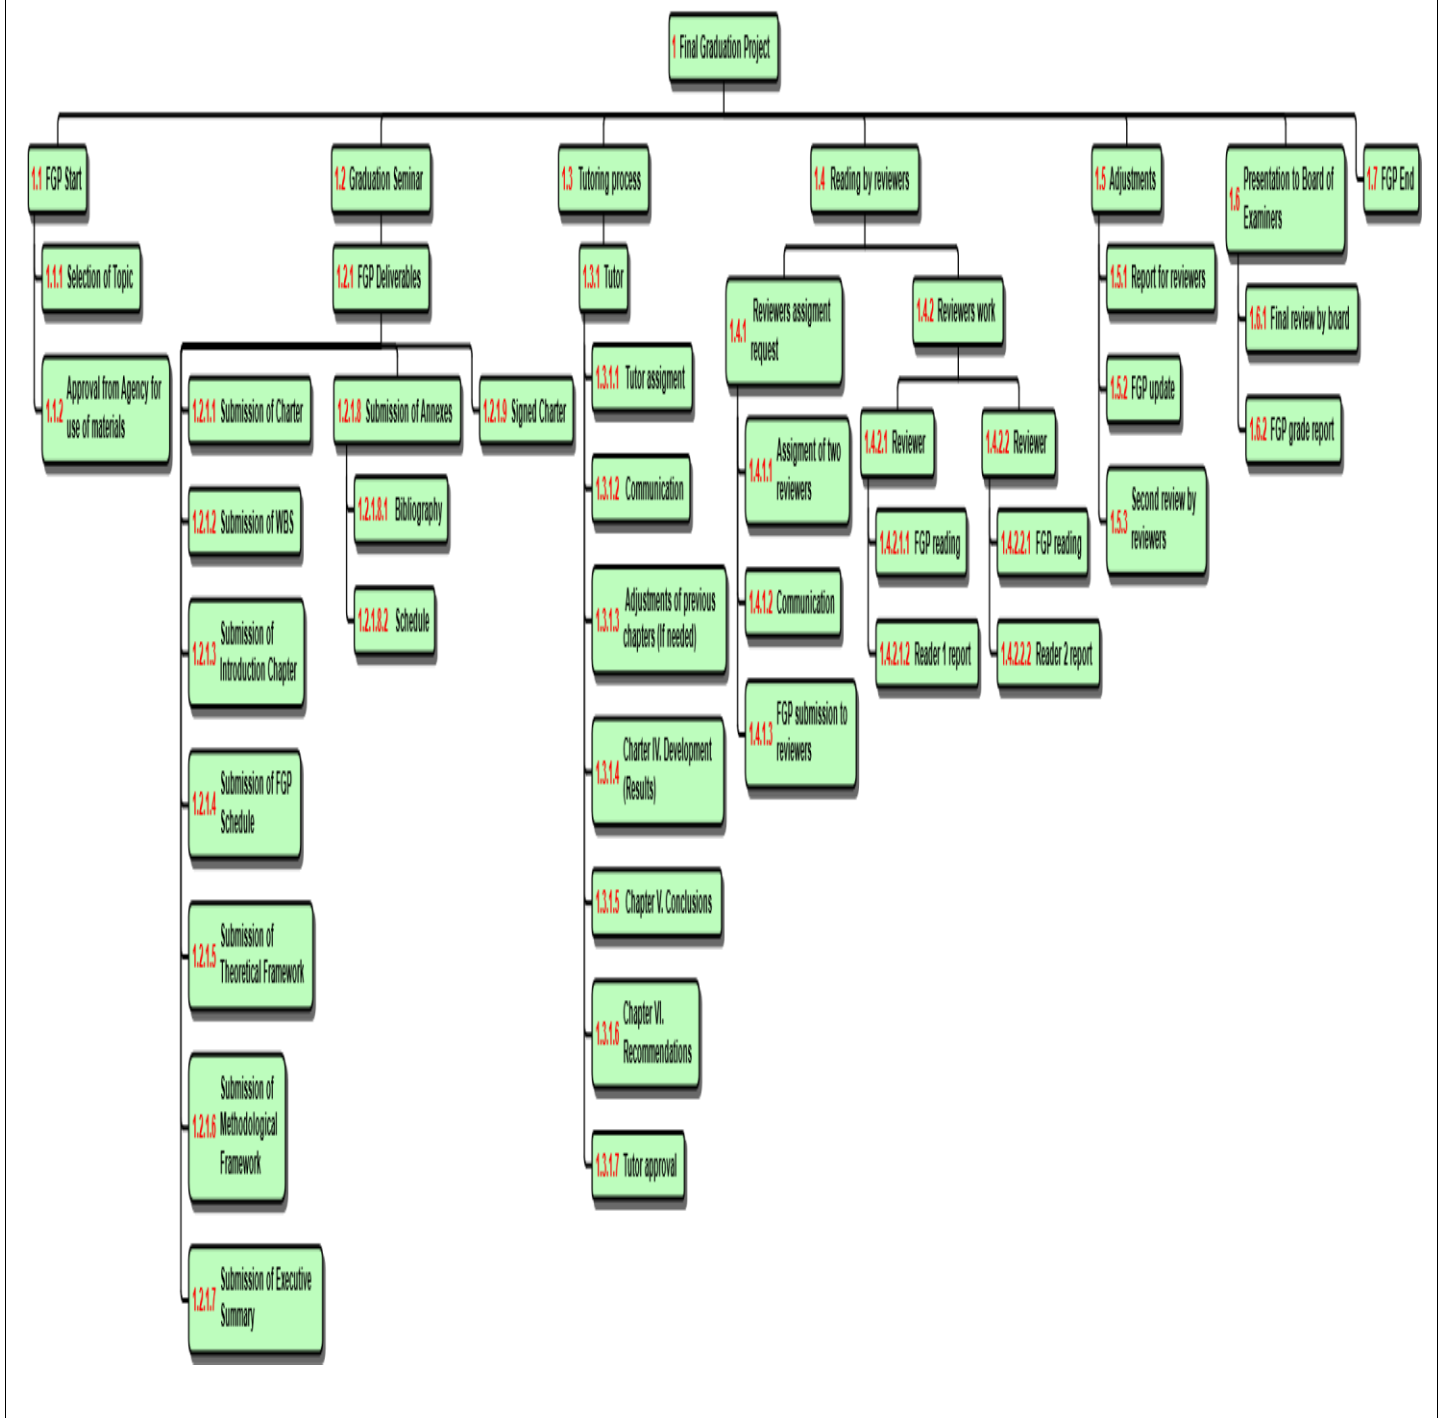 1 Final Graduation Project
1.1 FGP Start
1.1.1 Selection of Topic
1.1.2 Approval from Agency for
use of materials
1.2 Graduation Seminar
1.2.1 FGP Deliverables
1.2.1.1 Submission of Charter
1.2.1.2 Submission of WBS
1.2.1.3 Submission of
Introduction Chapter
1.2.1.4 Submission of FGP
Schedule
1.2.1.5 Submission of
Theoretical Framework
1.2.1.6 Submission of
Methodological
Framework
1.2.1.7 Submission of Executive
Summary
1.2.1.8 Submission of Annexes
1.2.1.8.1 Bibliography
1.2.1.8.2 Schedule
1.2.1.9 Signed Charter
1.3 Tutoring process
1.3.1 Tutor
1.3.1.1 Tutor assigment
1.3.1.2 Communication
1.3.1.3 Adjustments of previous
chapters (If needed)
1.3.1.4 Charter IV. Development
(Results)
1.3.1.5 Chapter V. Conclusions
1.3.1.6 Chapter VI.
Recommendations
1.3.1.7 Tutor approval
1.4 Reading by reviewers
1.4.1 Reviewers assigment
request
1.4.1.1 Assigment of two
reviewers
1.4.1.2 Communication
1.4.1.3 FGP submission to
reviewers
1.4.2 Reviewers work
1.4.2.1 Reviewer
1.4.2.1.1 FGP reading
1.4.2.1.2 Reader 1 report
1.4.2.2 Reviewer
1.4.2.2.1 FGP reading
1.4.2.2.2 Reader 2 report
1.5 Adjustments
1.5.1 Report for reviewers
1.5.2 FGP update
1.5.3 Second review by
reviewers
1.6 Presentation to Board of
Examiners
1.6.1 Final review by board
1.6.2 FGP grade report
1.7 FGP End